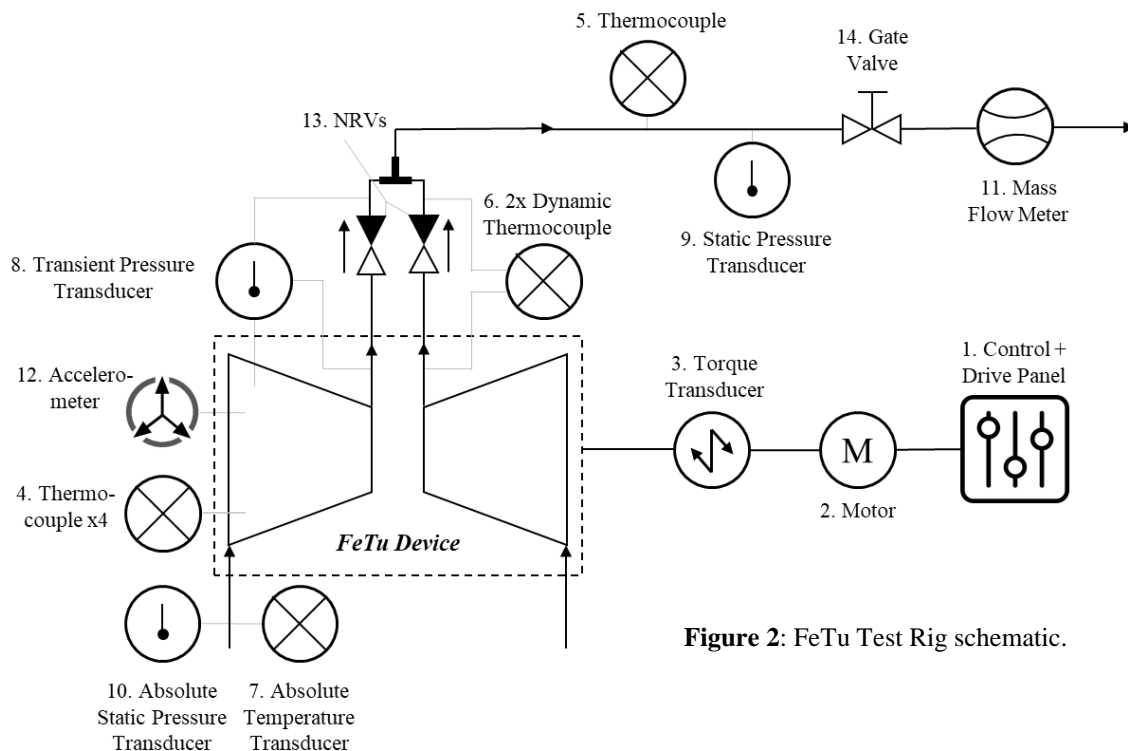 5. Thermocouple
14. Gate
Valve
13. NRVs
6. 2x Dynamic
Thermocouple
11. Mass
Flow Meter
9. Static Pressure
Transducer
8. Transient Pressure
Transducer
12. Accelero-
meter
3. Torque
Transducer
1. Control +
Drive Panel
M
2. Motor
4. Thermo-
couple x4
FeTu Device
10. Absolute
Static Pressure
Transducer
7. Absolute
Temperature
Transducer
Figure 2: FeTu Test Rig schematic.